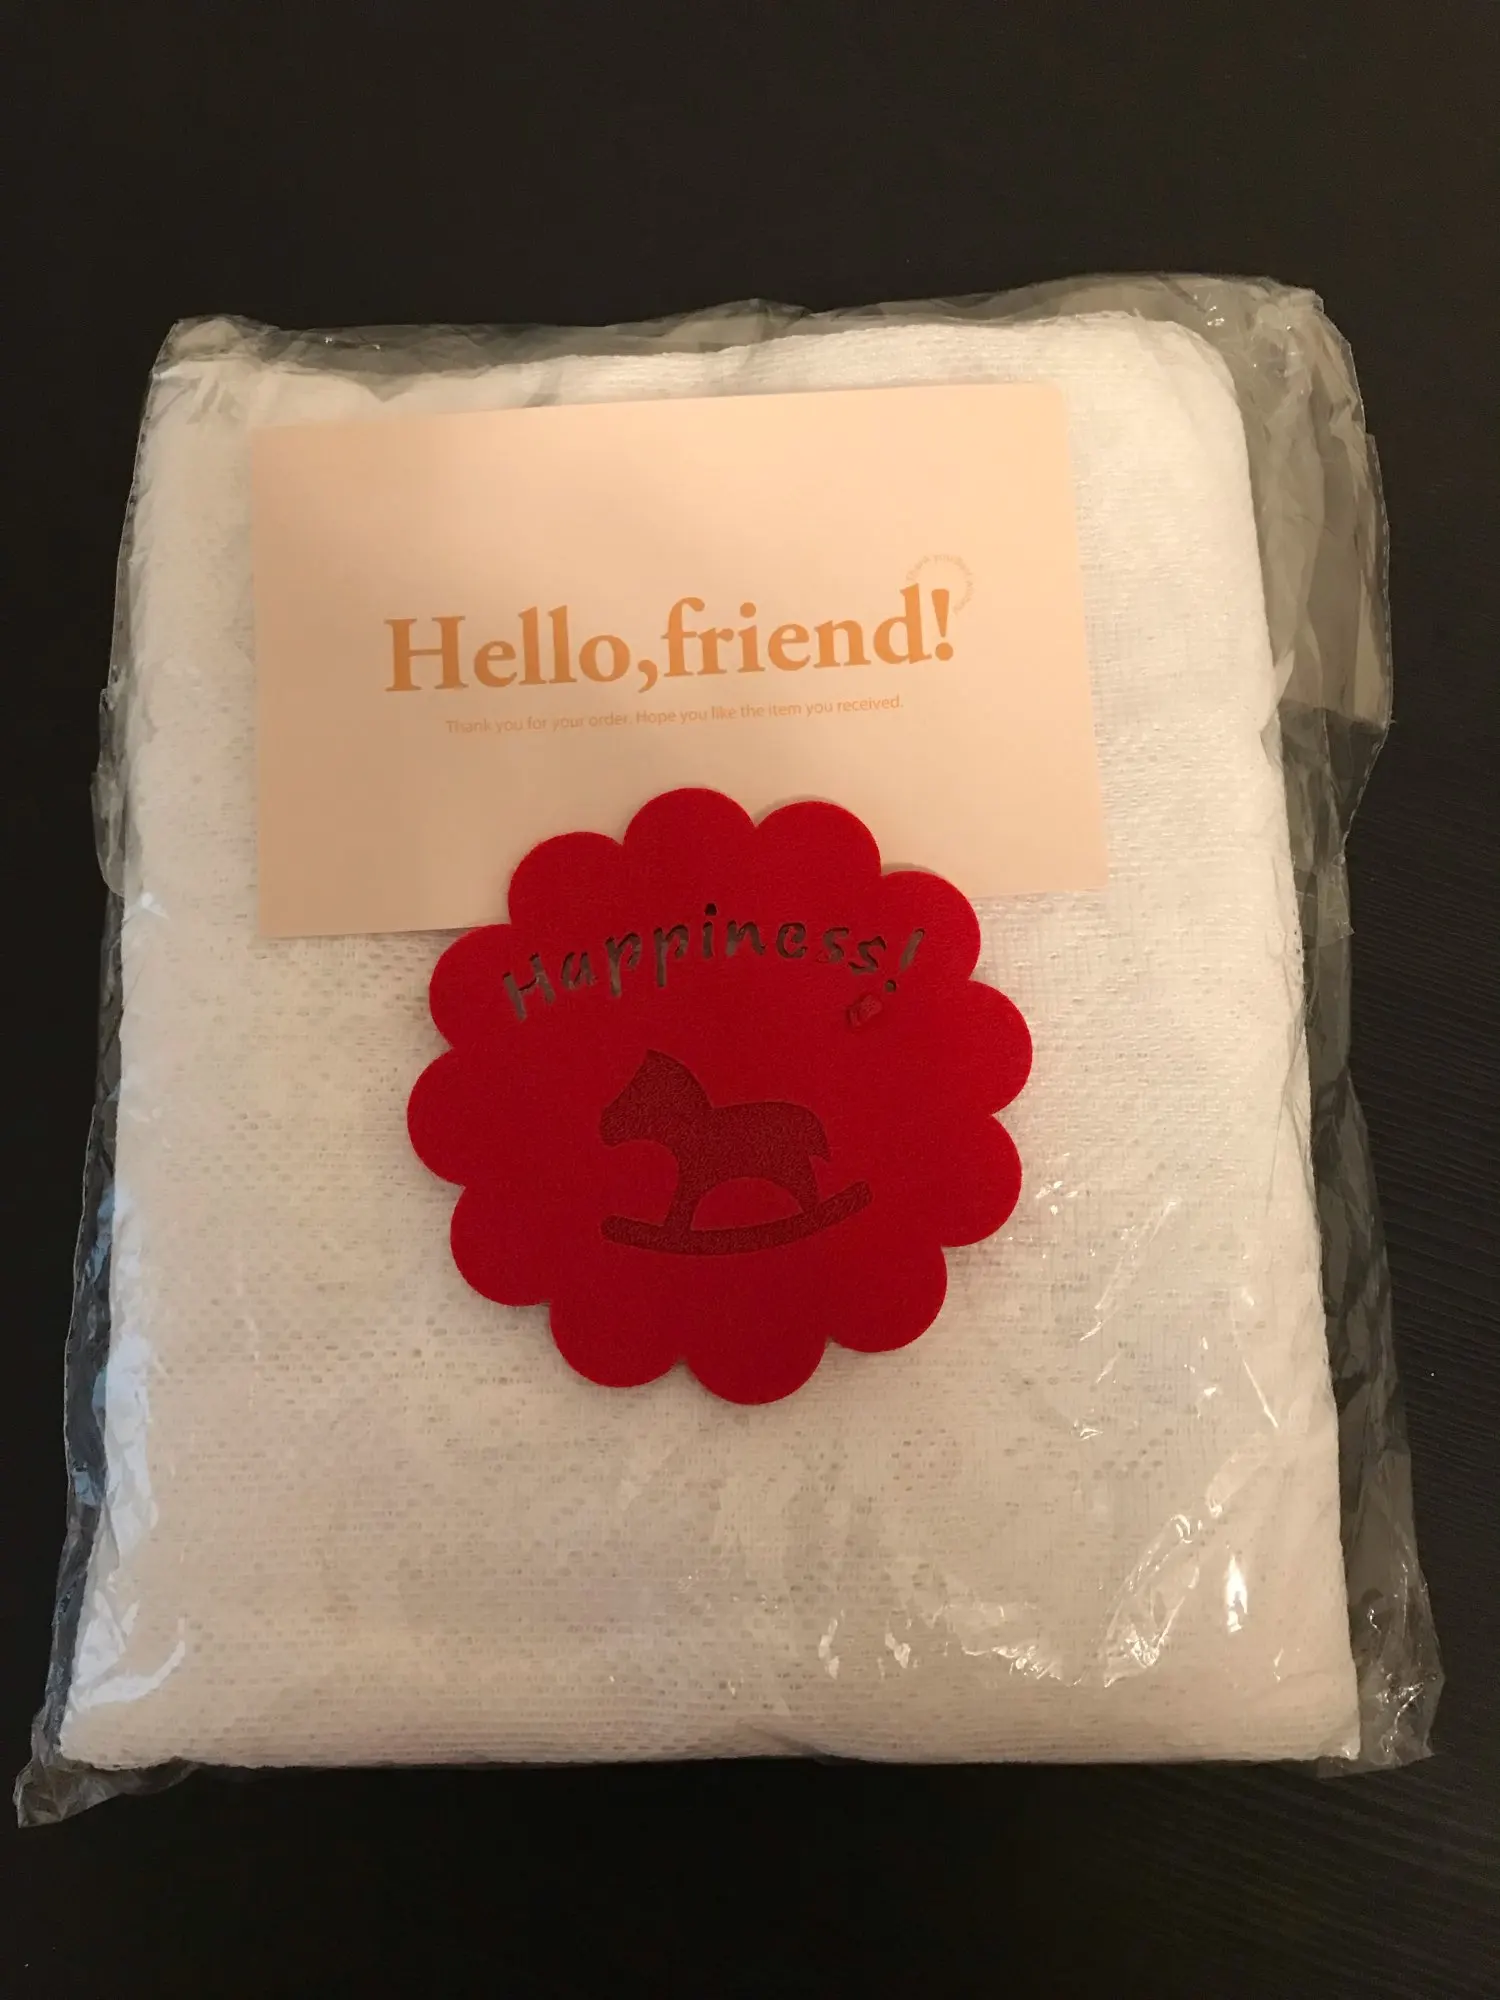 Hello,friend!
Thank you for your order. Hope you like the item you received.
Happiness!